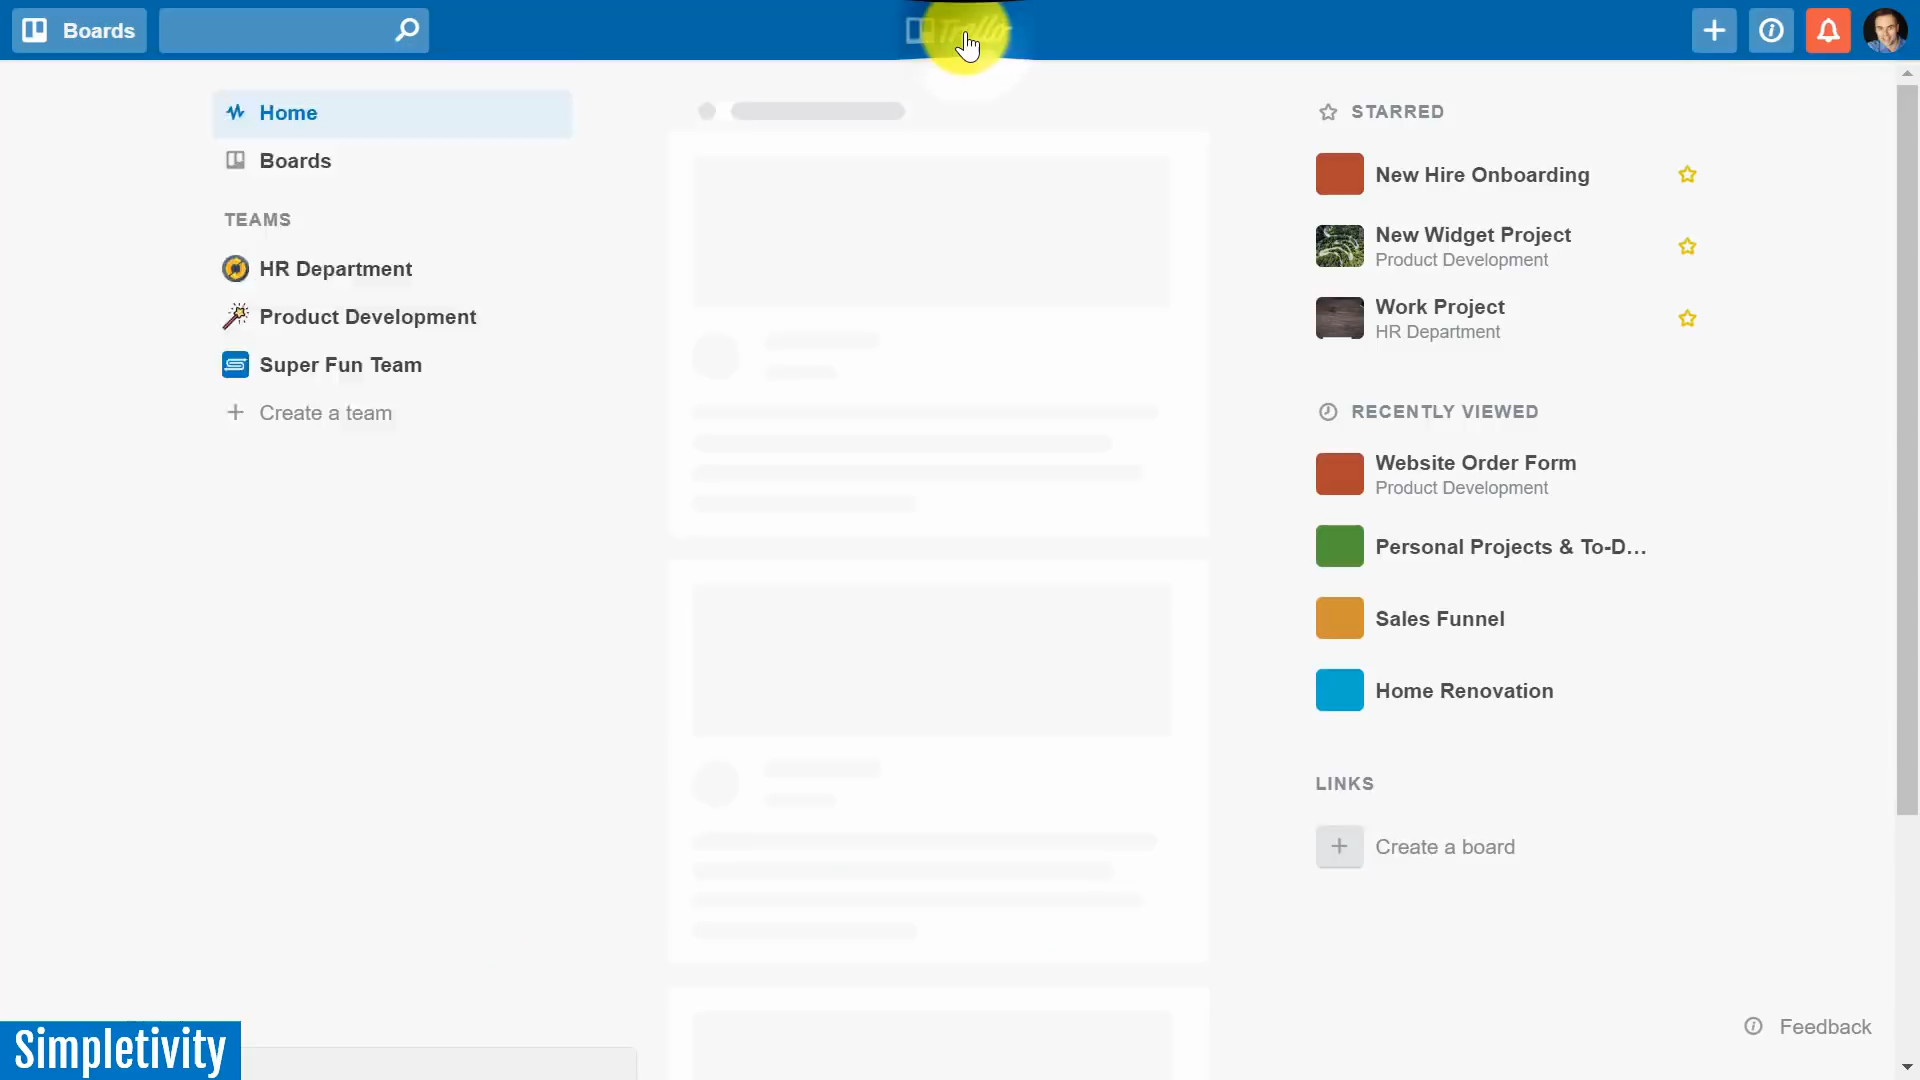 Boards
Trello
Home
Boards
TEAMS
HR Department
Product Development
Super Fun Team
Create a team
STARRED
New Hire Onboarding
New Widget Project
Product Development
Work Project
HR Department
RECENTLY VIEWED
Website Order Form
Product Development
Personal Projects & To-D...
Sales Funnel
Home Renovation
LINKS
Create a board
Feedback
Simpletivity